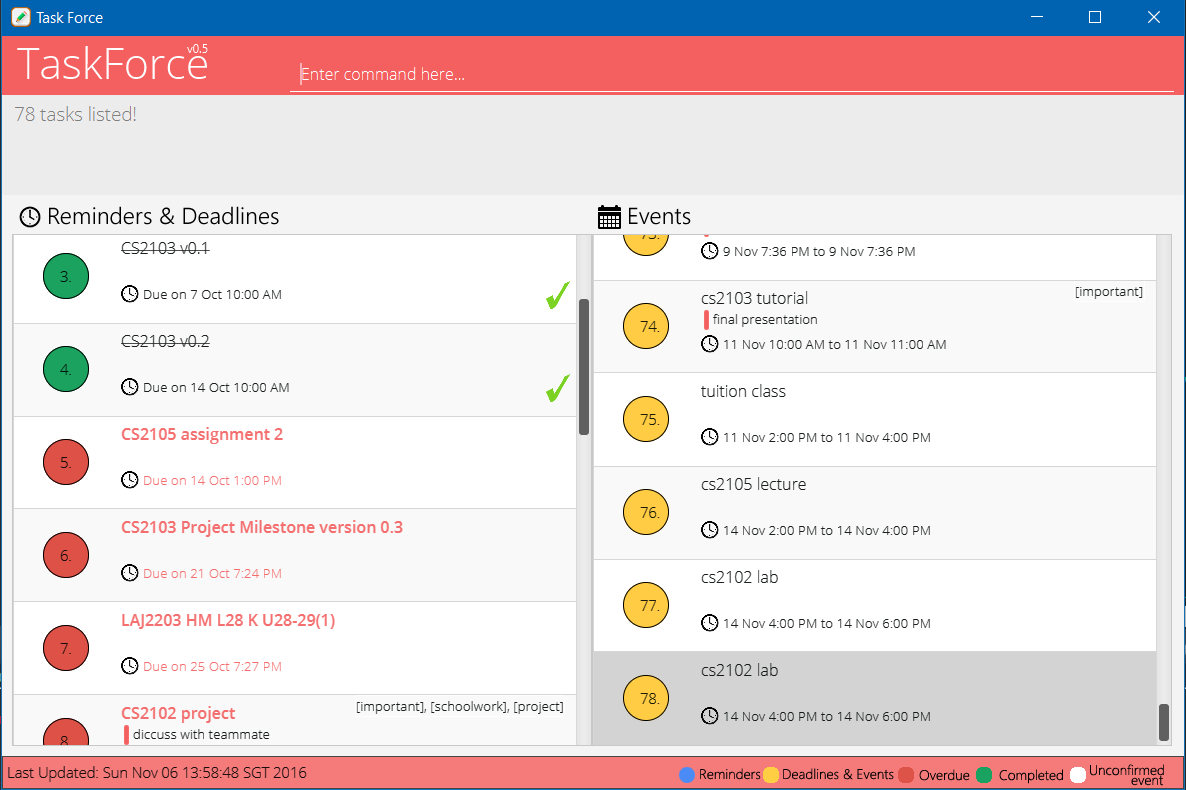 Task Force
TaskForce v0.5
Enter command here...
78 tasks listed!
Reminders & Deadlines
3.
CS2103 v0.1
Due on 7 Oct 10:00 AM
4.
CS2103 v0.2
Due on 14 Oct 10:00 AM
5.
CS2105 assignment 2
Due on 14 Oct 1:00 PM
6.
CS2103 Project Milestone version 0.3
Due on 21 Oct 7:24 PM
7.
LAJ2203 HM L28 K U28-29(1)
Due on 25 Oct 7:27 PM
8.
CS2102 project
[important], [schoolwork], [project]
diccuss with teammate
Events
73.
9 Nov 7:36 PM to 9 Nov 7:36 PM
74.
cs2103 tutorial
[important]
final presentation
11 Nov 10:00 AM to 11 Nov 11:00 AM
75.
tuition class
11 Nov 2:00 PM to 11 Nov 4:00 PM
76.
cs2105 lecture
14 Nov 2:00 PM to 14 Nov 4:00 PM
77.
cs2102 lab
14 Nov 4:00 PM to 14 Nov 6:00 PM
78.
cs2102 lab
14 Nov 4:00 PM to 14 Nov 6:00 PM
Last Updated: Sun Nov 06 13:58:48 SGT 2016
Reminders
Deadlines & Events
Overdue
Completed
Unconfirmed
event